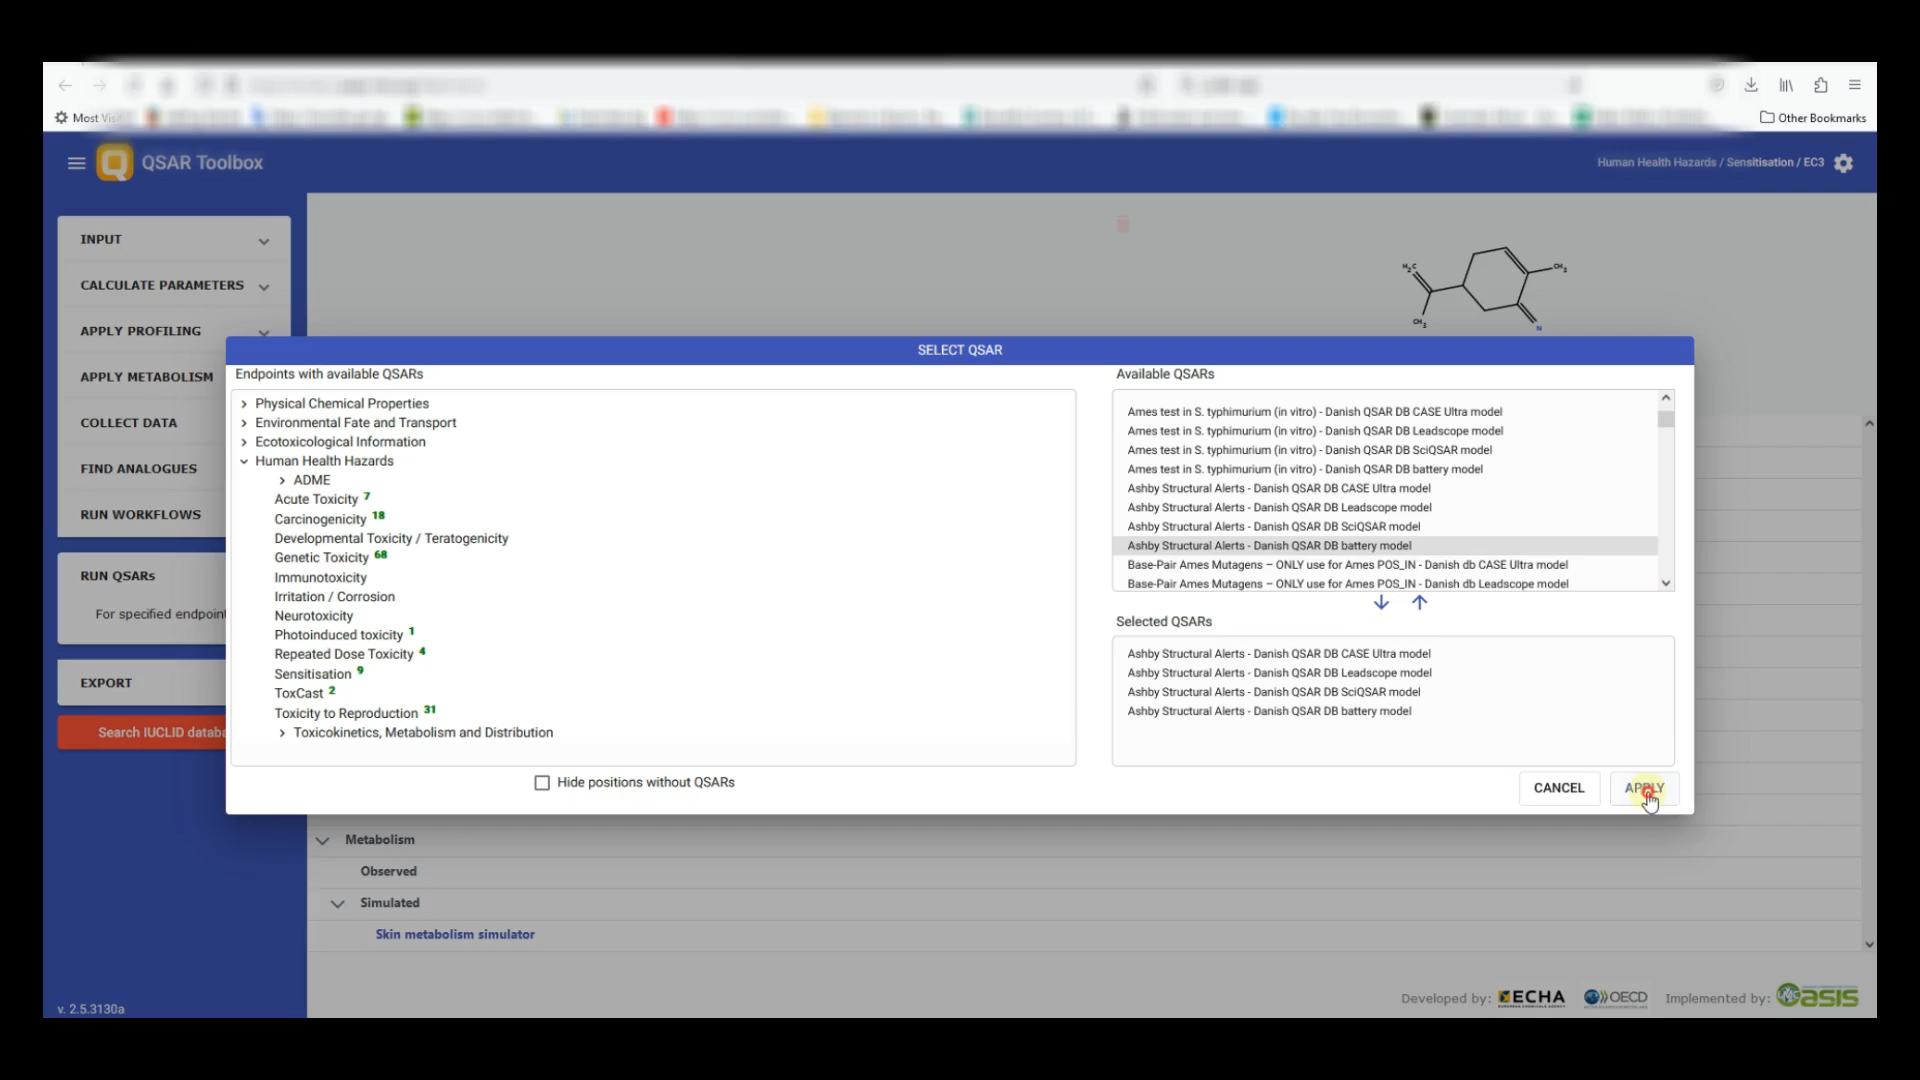 Most Visi
Other Bookmarks
QSAR Toolbox
Human Health Hazards / Sensitisation / EC3
INPUT
CALCULATE PARAMETERS
APPLY PROFILING
APPLY METABOLISM
COLLECT DATA
FIND ANALOGUES
RUN WORKFLOWS
RUN QSARs
For specified endpoin
EXPORT
Search IUCLID databa
v. 2.5.3130a
H₂C
CH₃
CH₃
N
SELECT QSAR
Endpoints with available QSARs
Physical Chemical Properties
Environmental Fate and Transport
Ecotoxicological Information
Human Health Hazards
ADME
Acute Toxicity 7
Carcinogenicity 18
Developmental Toxicity / Teratogenicity
Genetic Toxicity 68
Immunotoxicity
Irritation / Corrosion
Neurotoxicity
Photoinduced toxicity 1
Repeated Dose Toxicity 4
Sensitisation 9
ToxCast 2
Toxicity to Reproduction 31
Toxicokinetics, Metabolism and Distribution
Hide positions without QSARs
Available QSARs
Ames test in S. typhimurium (in vitro) - Danish QSAR DB CASE Ultra model
Ames test in S. typhimurium (in vitro) - Danish QSAR DB Leadscope model
Ames test in S. typhimurium (in vitro) - Danish QSAR DB SciQSAR model
Ames test in S. typhimurium (in vitro) - Danish QSAR DB battery model
Ashby Structural Alerts - Danish QSAR DB CASE Ultra model
Ashby Structural Alerts - Danish QSAR DB Leadscope model
Ashby Structural Alerts - Danish QSAR DB SciQSAR model
Ashby Structural Alerts - Danish QSAR DB battery model
Base-Pair Ames Mutagens – ONLY use for Ames POS_IN - Danish db CASE Ultra model
Base-Pair Ames Mutagens – ONLY use for Ames POS_IN - Danish db Leadscope model
Selected QSARs
Ashby Structural Alerts - Danish QSAR DB CASE Ultra model
Ashby Structural Alerts - Danish QSAR DB Leadscope model
Ashby Structural Alerts - Danish QSAR DB SciQSAR model
Ashby Structural Alerts - Danish QSAR DB battery model
CANCEL
APPLY
Metabolism
Observed
Simulated
Skin metabolism simulator
Developed by: ECHA OECD Implemented by: LMC Oasis